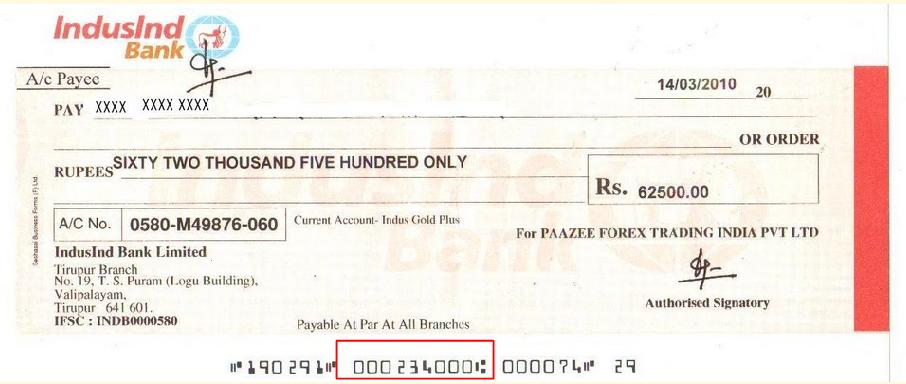 IndusInd
Bank
A/c Payee
14/03/2010 20
PAY XXXX XXXX XXXX
OR ORDER
RUPEES SIXTY TWO THOUSAND FIVE HUNDRED ONLY
Rs. 62500.00
A/C No. 0580-M49876-060 Current Account- Indus Gold Plus
For PAAZEE FOREX TRADING INDIA PVT LTD
IndusInd Bank Limited
Tirupur Branch
No. 19, T. S. Puram (Logu Building),
Valipalayam,
Tirupur 641 601.
IFSC : INDB0000580
Authorised Signatory
Payable At Par At All Branches
Seshasai Business Forms (P) Ltd.
⑈190291⑈ 000234000⑆ 000074⑈ 29
IndusInd
Bank